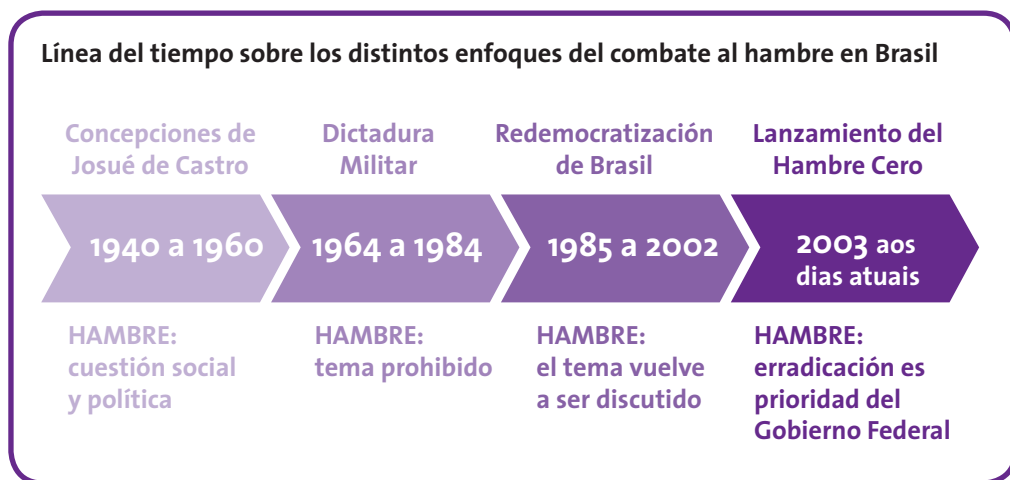 Línea del tiempo sobre los distintos enfoques del combate al hambre en Brasil
Concepciones de
Josué de Castro
Dictadura
Militar
Redemocratización
de Brasil
Lanzamiento del
Hambre Cero
1940 a 1960
1964 a 1984
1985 a 2002
2003 aos
dias atuais
HAMBRE:
cuestión social
y política
HAMBRE:
tema prohibido
HAMBRE:
el tema vuelve
a ser discutido
HAMBRE:
erradicación es
prioridad del
Gobierno Federal